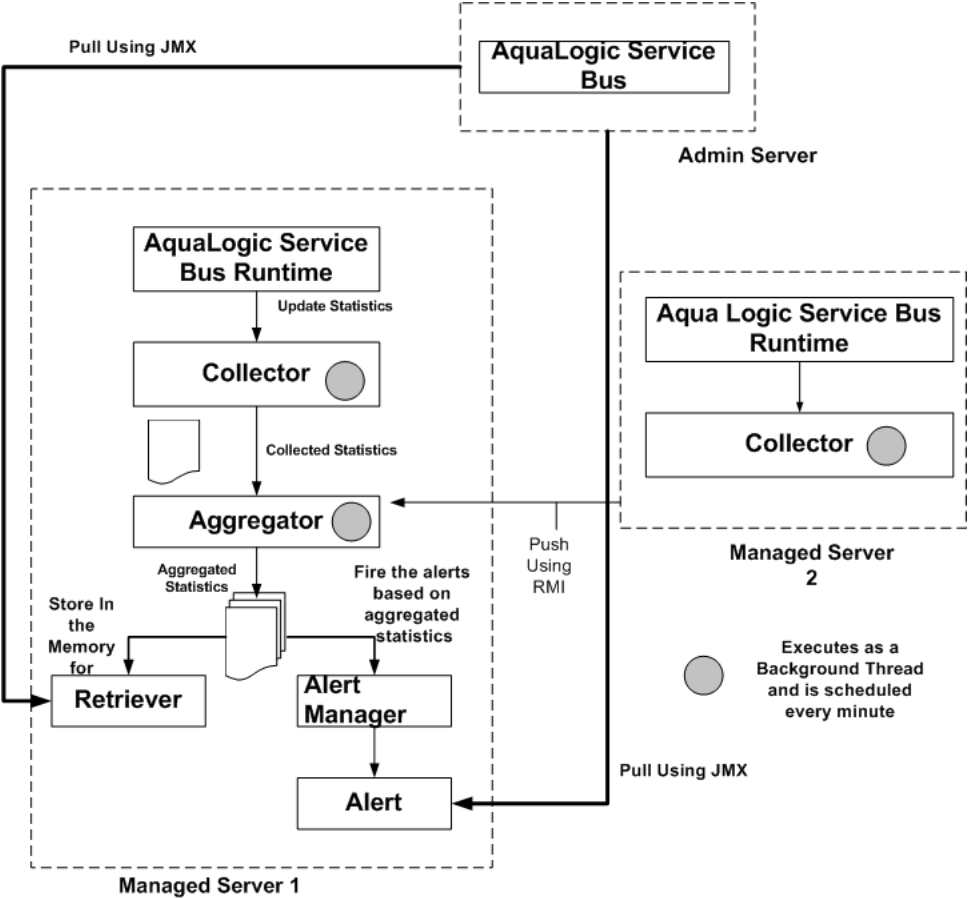 Pull Using JMX
AquaLogic Service
Bus
Admin Server
AquaLogic Service
Bus Runtime
Update Statistics
Collector
Collected Statistics
Aggregator
Aggregated
Statistics
Fire the alerts
based on
aggregated
statistics
Store In
the
Memory
for
Retriever
Alert
Manager
Alert
Managed Server 1
Aqua Logic Service Bus
Runtime
Collector
Managed Server
2
Push
Using
RMI
Executes as a
Background Thread
and is scheduled
every minute
Pull Using JMX